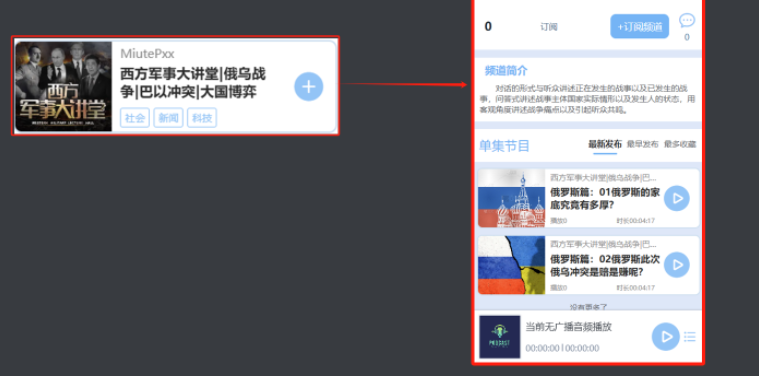 MiutePxx
西方军事大讲堂|俄乌战
争|巴以冲突|大国博弈
社会 新闻 科技
西方
军事大讲堂
0 订阅 +订阅频道
0
频道简介
对话的形式与听众讲述正在发生的战事以及已发生的战
事，问答式讲述战事主体国家实际情形以及发生人的状态，用
客观角度讲述战争痛点以及引起听众共鸣。
单集节目 最新发布 最早发布 最多收藏
西方军事大讲堂|俄乌战争|巴...
俄罗斯篇：01俄罗斯的家
底究竟有多厚？
播放0 时长00:04:17
西方军事大讲堂|俄乌战争|巴...
俄罗斯篇：02俄罗斯此次
俄乌冲突是赔是赚呢？
播放0 时长00:04:17
没有更多了
PODCAST
当前无广播音频播放
00:00:00|00:00:00